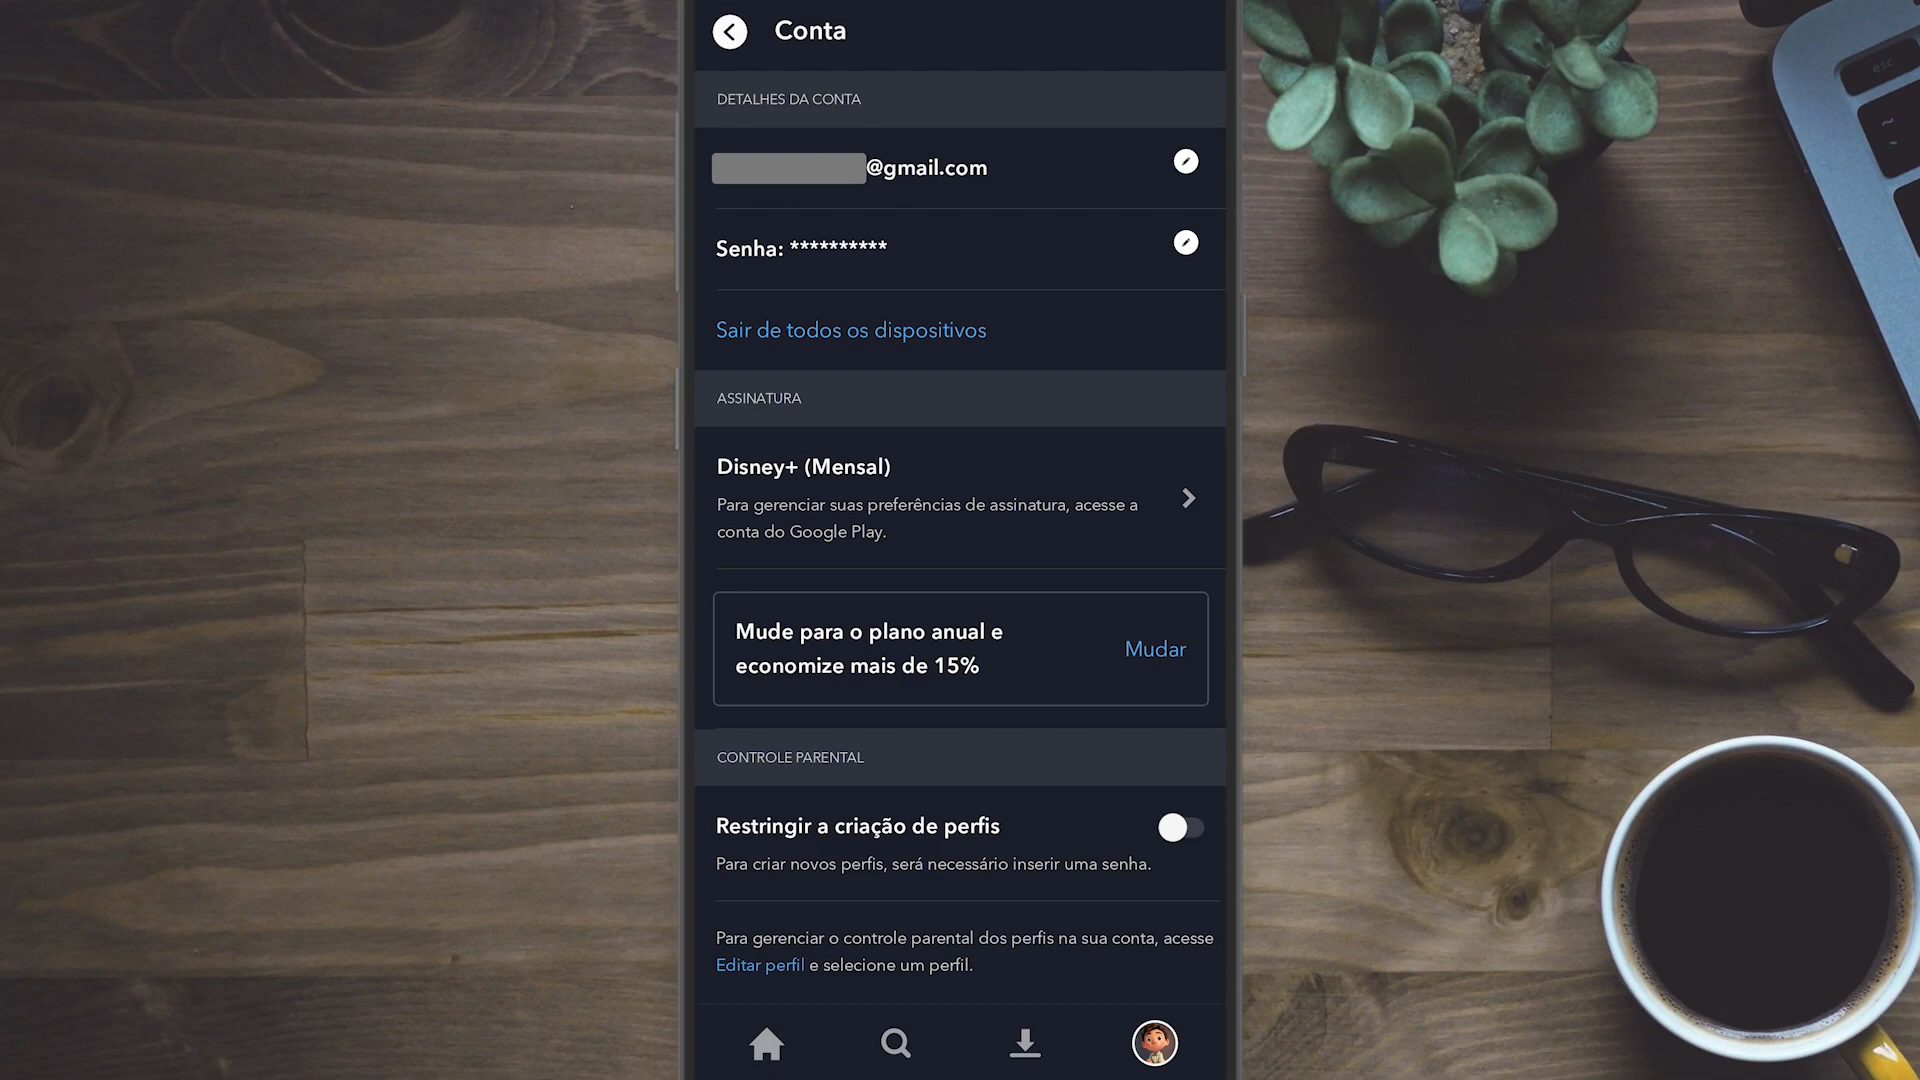 Conta
DETALHES DA CONTA
@gmail.com
Senha: **********
Sair de todos os dispositivos
ASSINATURA
Disney+ (Mensal)
Para gerenciar suas preferências de assinatura, acesse a
conta do Google Play.
Mude para o plano anual e
economize mais de 15%
Mudar
CONTROLE PARENTAL
Restringir a criação de perfis
Para criar novos perfis, será necessário inserir uma senha.
Para gerenciar o controle parental dos perfis na sua conta, acesse
Editar perfil e selecione um perfil.
esc